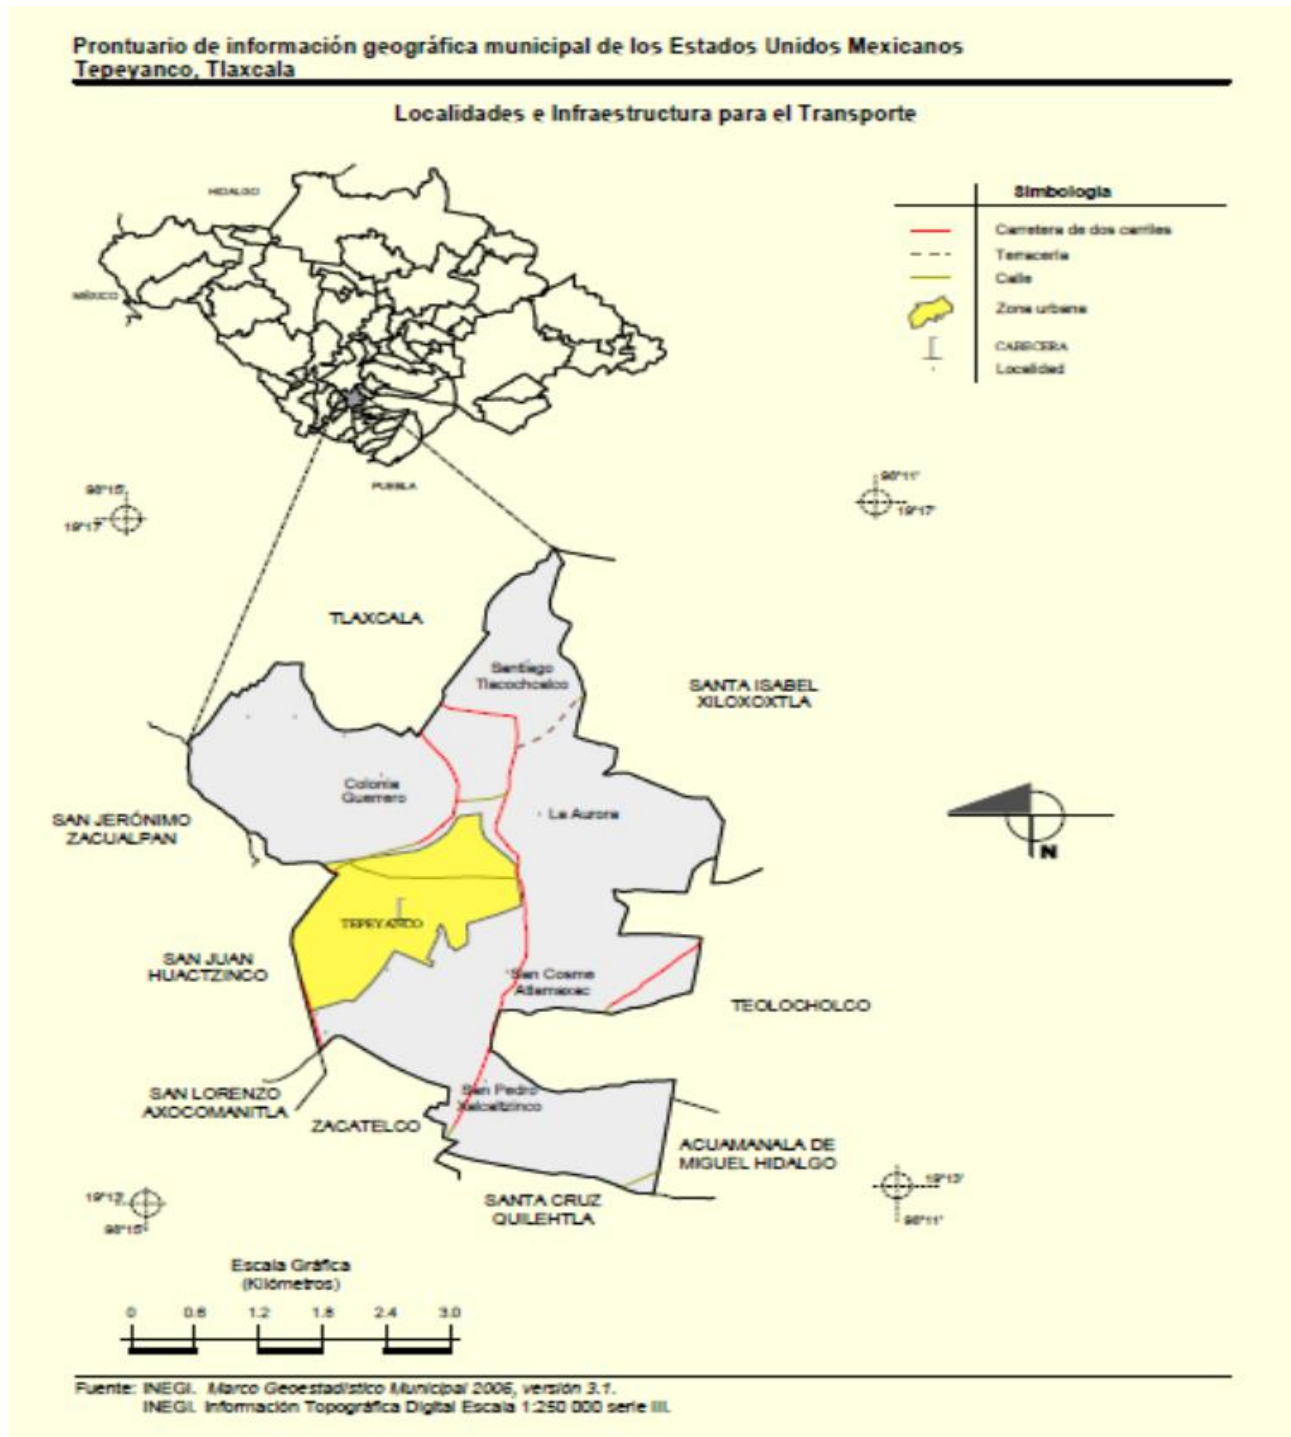 Prontuario de información geográfica municipal de los Estados Unidos Mexicanos
Tepeyanco, Tlaxcala
Localidades e Infraestructura para el Transporte
HIDALGO
MÉXICO
PUEBLA
Simbología
Carretera de dos carriles
Terracería
Calle
Zona urbana
CABECERA
Localidad
98°15'
19°17'
98°11'
19°17'
TLAXCALA
Santiago
Tlacochcalco
SANTA ISABEL
XILOXOXTLA
Colonia
Guerrero
La Aurora
SAN JERÓNIMO
ZACUALPAN
N
TEPEYANCO
SAN JUAN
HUACTZINCO
San Cosme
Atlamaxac
TEOLOCHOLCO
SAN LORENZO
AXOCOMANITLA
ZACATELCO
San Pedro
Xalcaltzinco
ACUAMANALA DE
MIGUEL HIDALGO
SANTA CRUZ
QUILEHTLA
19°13'
98°15'
19°13'
98°11'
Escala Gráfica
(Kilómetros)
0 0.6 1.2 1.8 2.4 3.0
Fuente: INEGI. Marco Geoestadístico Municipal 2005, versión 3.1.
INEGI. Información Topográfica Digital Escala 1:250 000 serie III.